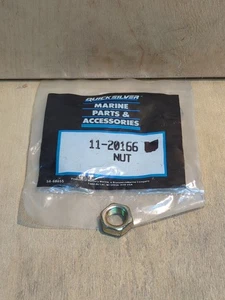 QUICKSILVER
MARINE
PARTS &
ACCESSORIES
11-20166
NUT